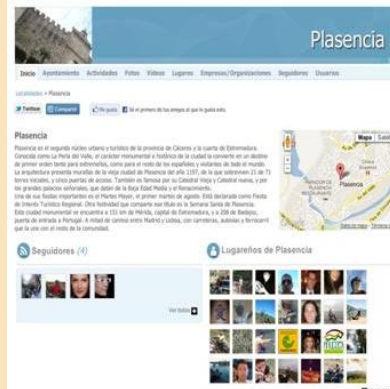 Plasencia
Inicio Ayuntamiento Actividades Fotos Videos Lugares Empresas/Organizaciones Seguidores Usuarios
Localidades > Plasencia
Twittear Compartir Me gusta Sé el primero de tus amigos al que le gusta esto.
Plasencia
Plasencia es el segundo núcleo urbano y turístico de la provincia de Cáceres y la cuarta de Extremadura.
Conocida como La Perla del Valle, el carácter monumental e histórico de la ciudad la convierte en un destino
de primer orden tanto para extremeños, como para el resto de los españoles y visitantes de todo el mundo.
La arquitectura presenta murallas de la vieja ciudad de Plasencia del año 1197, de la que sobreviven 21 de 71
torres iniciales, y cinco puertas de acceso. También es famosa por su Catedral Vieja y Catedral nueva, y por
los grandes palacios señoriales, que datan de la Baja Edad Media y el Renacimiento.
Una de sus fiestas importantes es el Martes Mayor, el primer martes de agosto. Está declarada como Fiesta
de Interés Turístico Regional. Otra festividad que comparte ese título es la Semana Santa de Plasencia.
Esta ciudad monumental se encuentra a 151 km de Mérida, capital de Extremadura, y a 208 de Badajoz,
puerta de entrada a Portugal. A mitad de camino entre Madrid y Lisboa, con carreteras, autovías y ferrocarril
que la une con el resto de la comunidad.
Mapa
Plasencia
Seguidores (4)
Ver todos
Lugareños de Plasencia